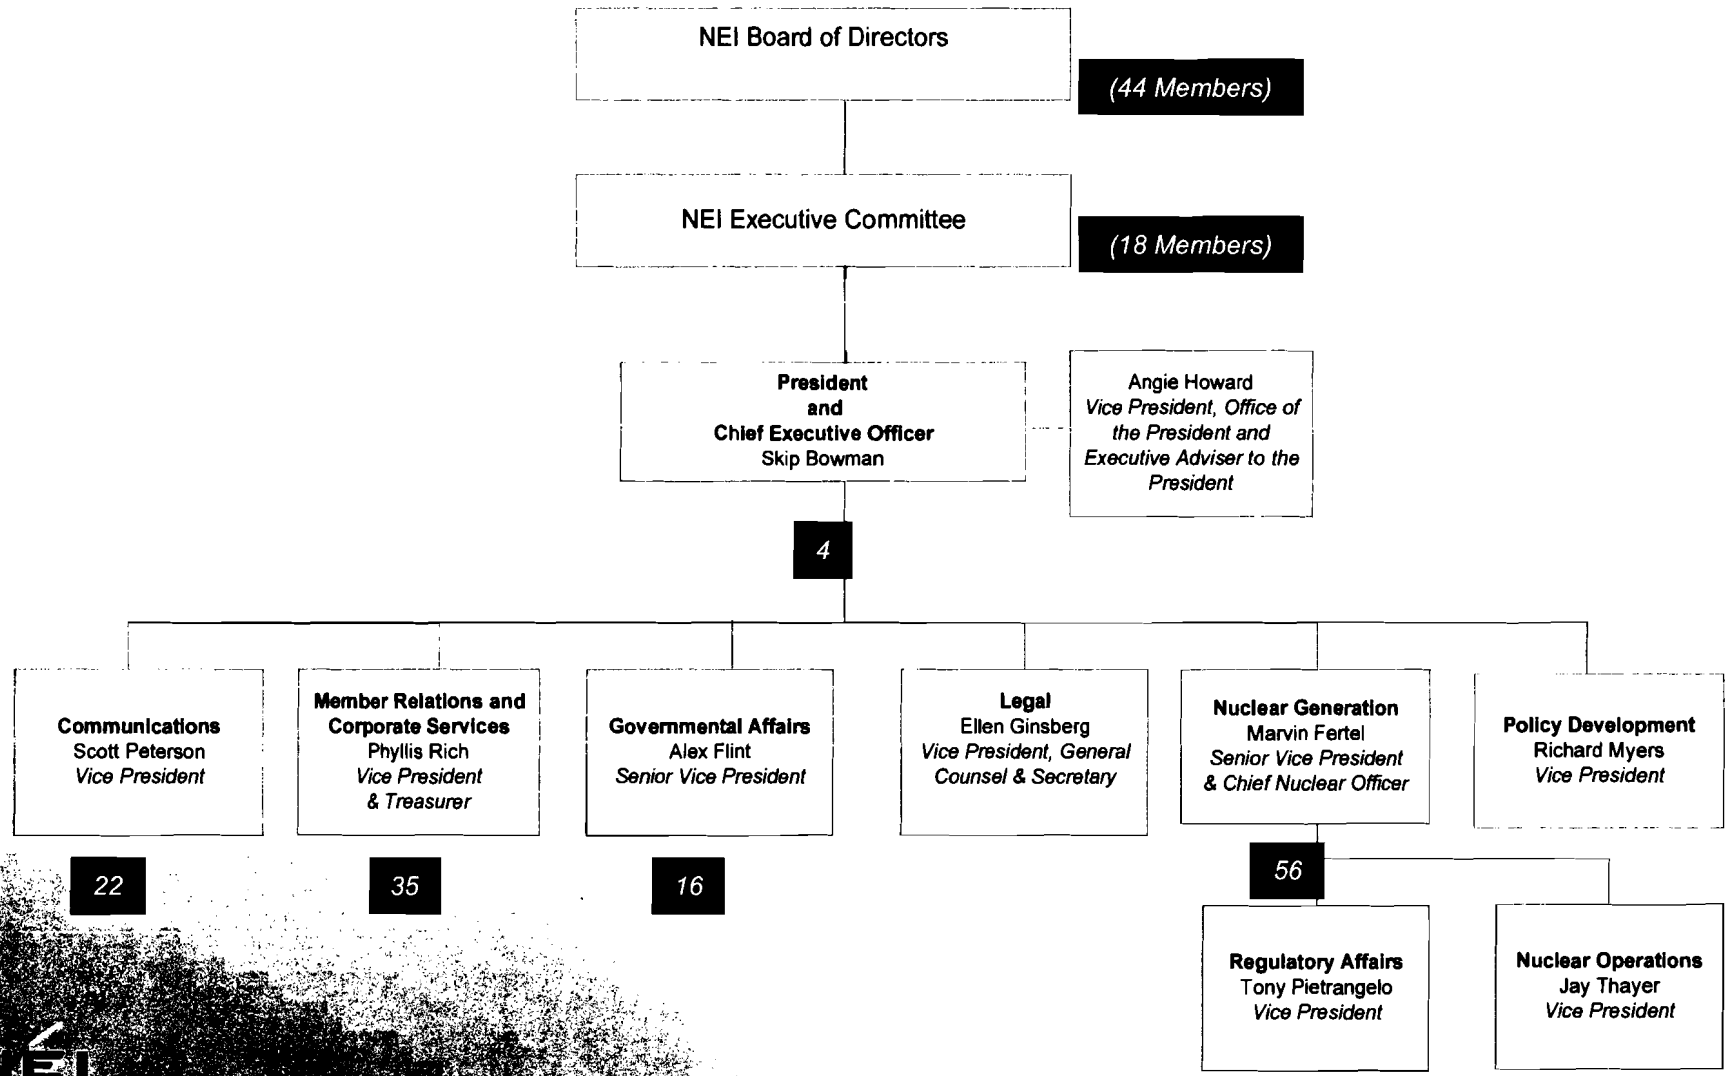 NEI Board of Directors
(44 Members)
NEI Executive Committee
(18 Members)
President
and
Chief Executive Officer
Skip Bowman
Angie Howard
Vice President, Office of
the President and
Executive Adviser to the
President
4
Communications
Scott Peterson
Vice President
22
Member Relations and
Corporate Services
Phyllis Rich
Vice President
& Treasurer
35
Governmental Affairs
Alex Flint
Senior Vice President
16
Legal
Ellen Ginsberg
Vice President, General
Counsel & Secretary
Nuclear Generation
Marvin Fertel
Senior Vice President
& Chief Nuclear Officer
56
Policy Development
Richard Myers
Vice President
Regulatory Affairs
Tony Pietrangelo
Vice President
Nuclear Operations
Jay Thayer
Vice President
NEI